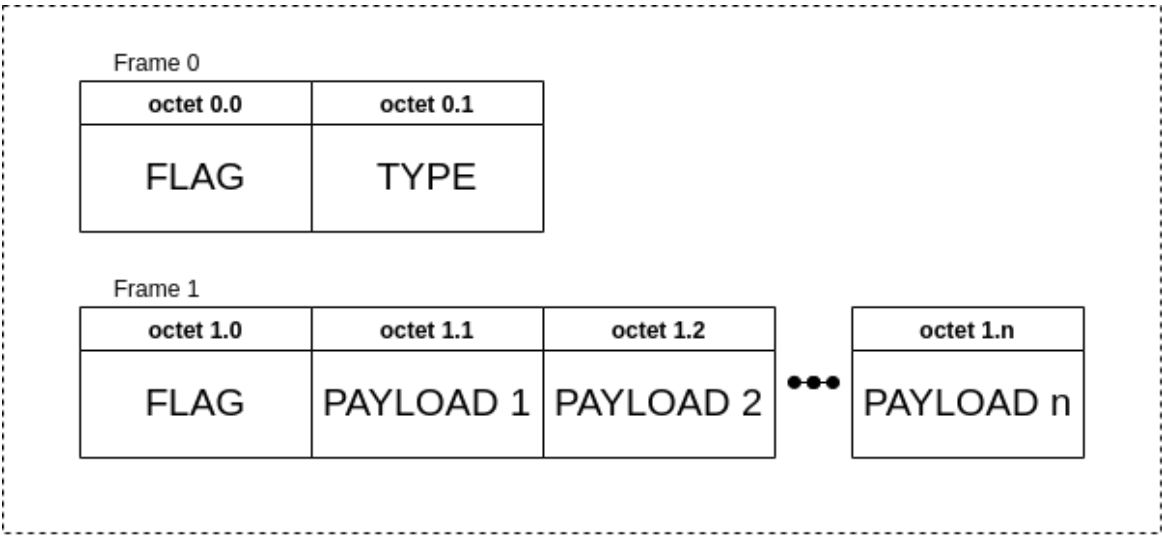 Frame 0
octet 0.0 octet 0.1
FLAG TYPE
Frame 1
octet 1.0 octet 1.1 octet 1.2 octet 1.n
FLAG PAYLOAD 1 PAYLOAD 2 PAYLOAD n